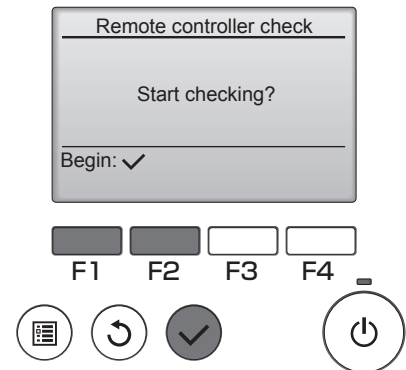 Remote controller check
Start checking?
Begin: ✓
F1 F2 F3 F4